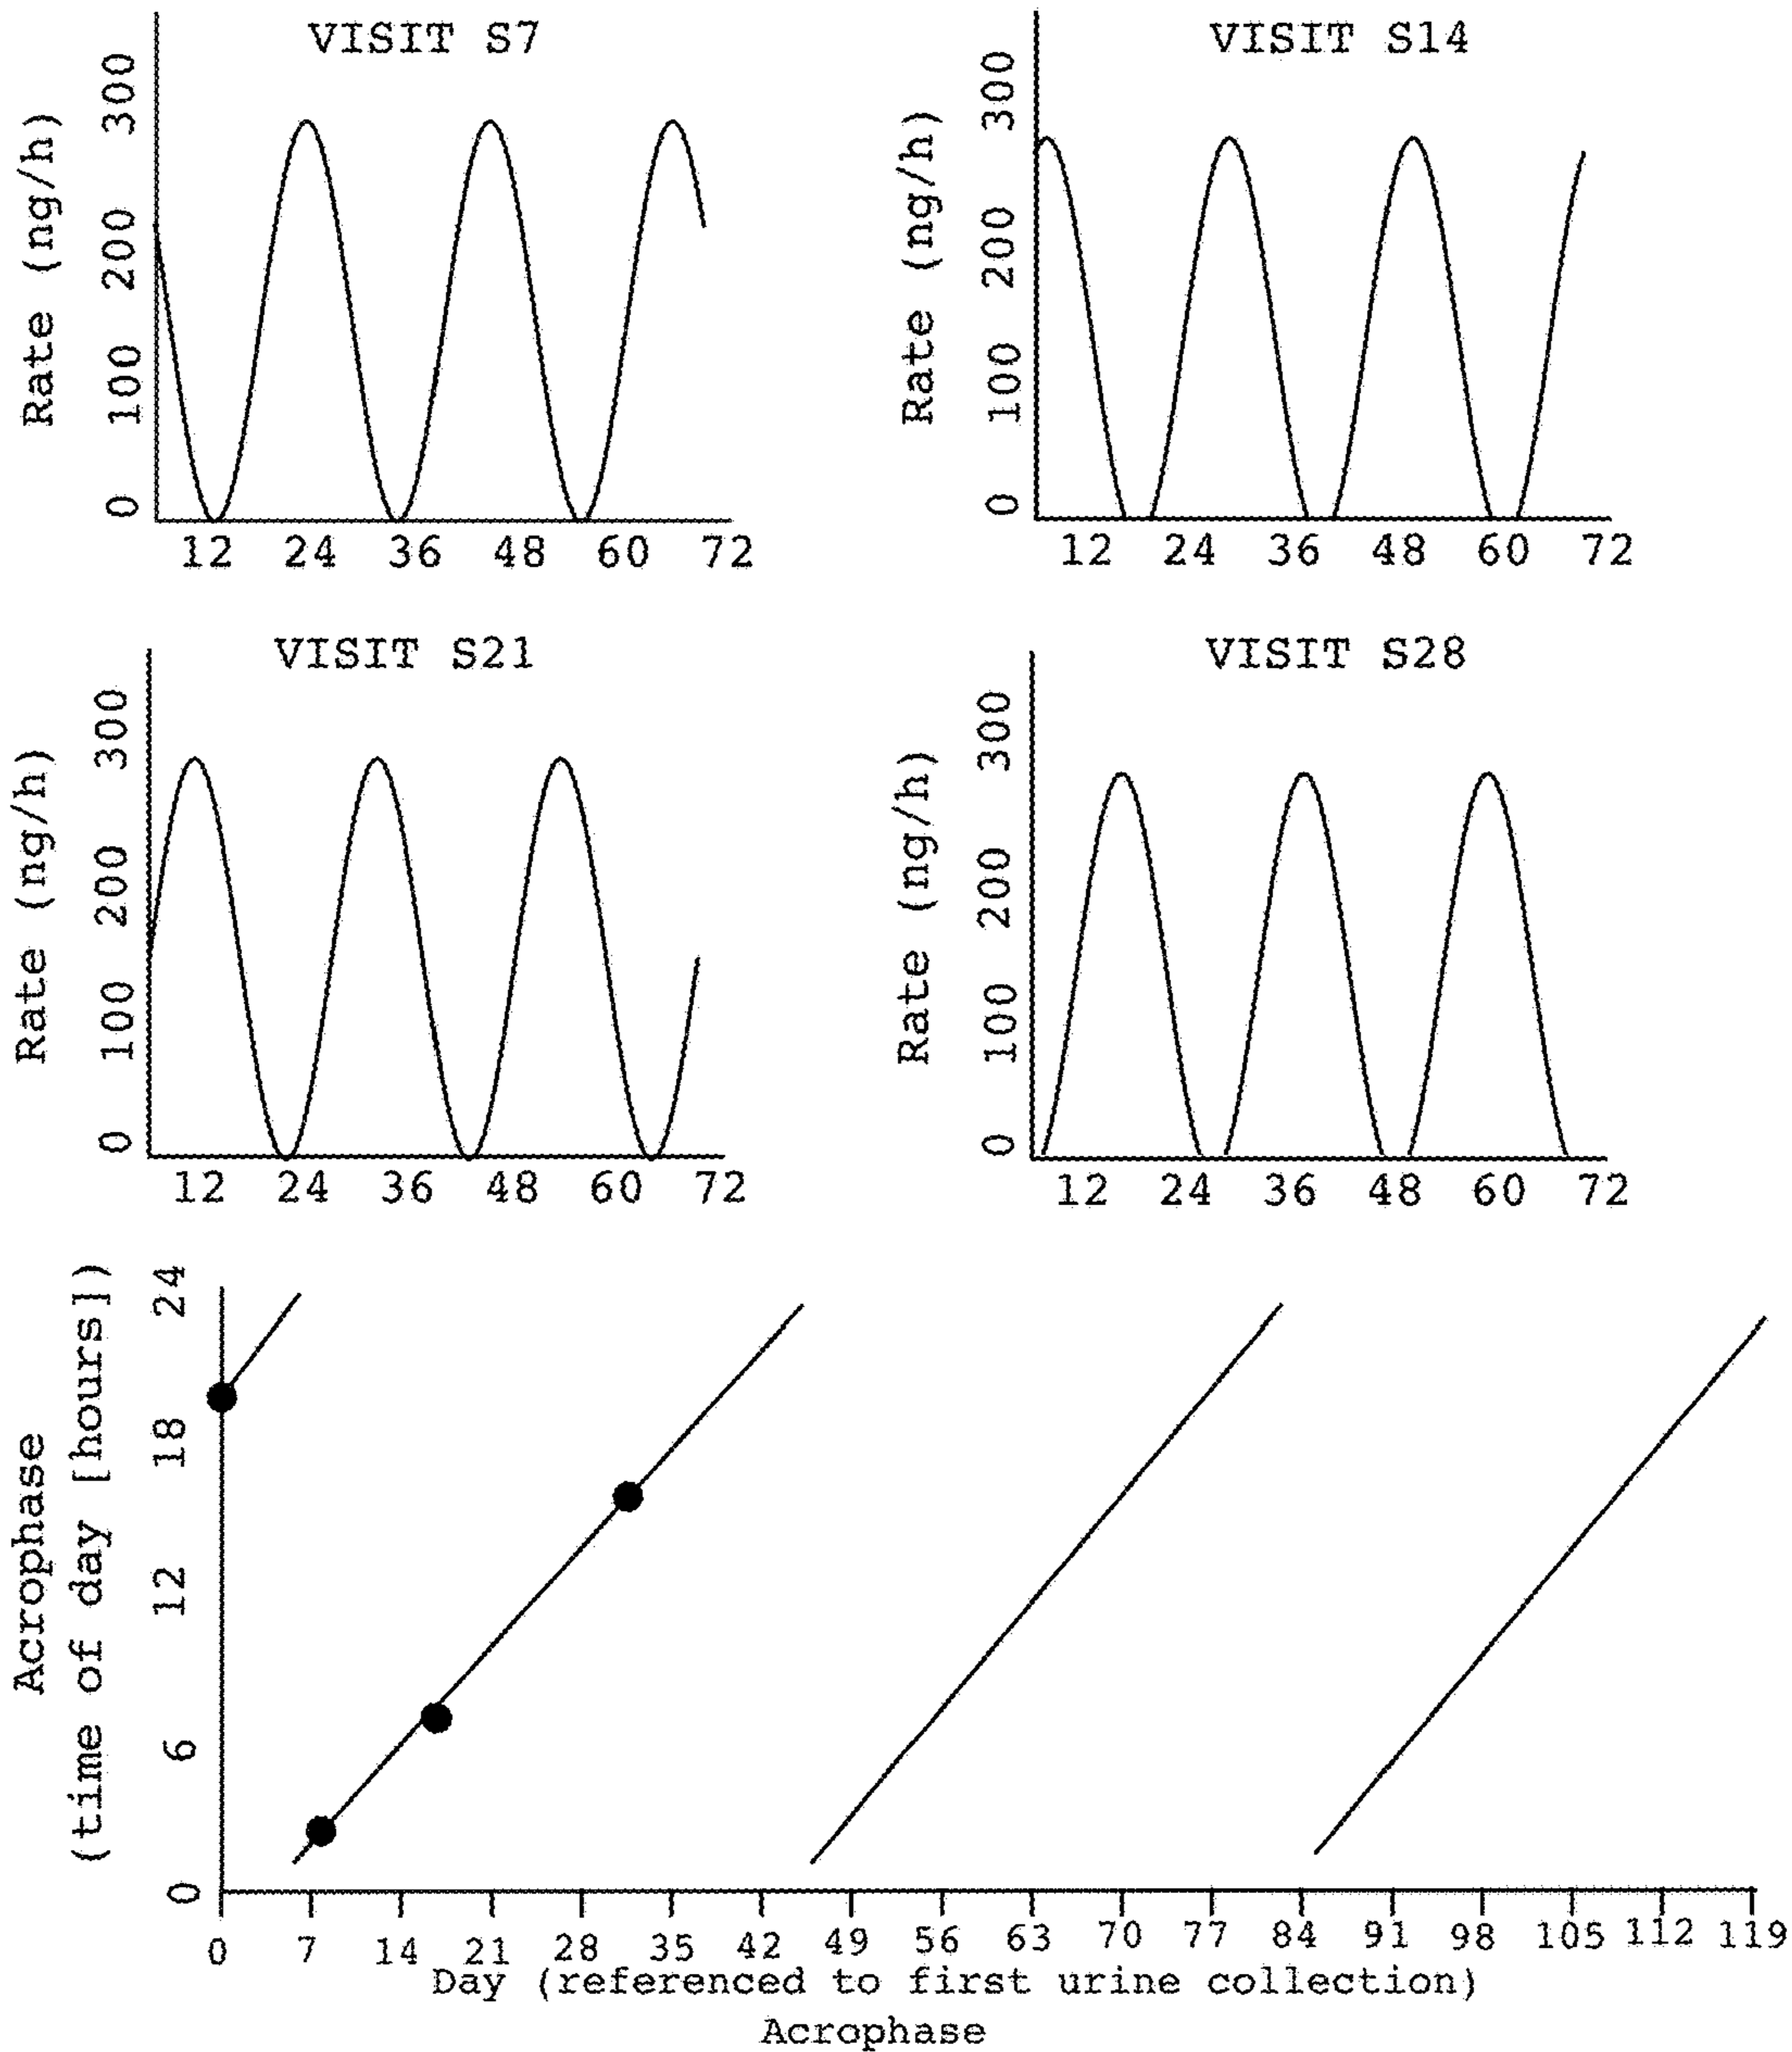 VISIT S7
Rate (ng/h)
300
200
100
0
12 24 36 48 60 72
VISIT S14
Rate (ng/h)
300
200
100
0
12 24 36 48 60 72
VISIT S21
Rate (ng/h)
300
200
100
0
12 24 36 48 60 72
VISIT S28
Rate (ng/h)
300
200
100
0
12 24 36 48 60 72
Acrophase
(time of day [hours])
24
18
12
6
0
0 7 14 21 28 35 42 49 56 63 70 77 84 91 98 105 112 119
Day (referenced to first urine collection)
Acrophase